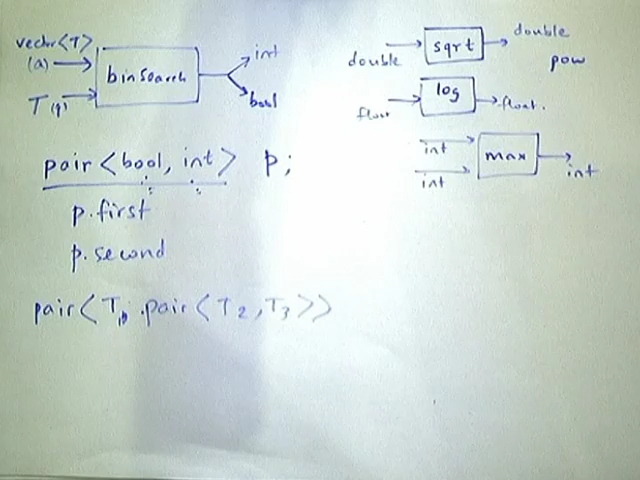 vector<T>
(a)
T (q)
binsearch
int
bool
double
sqrt
double
pow
float
log
float.
int
int
max
int
pair<bool, int> p;
p.first
p.second
pair<T1, pair<T2, T3>>